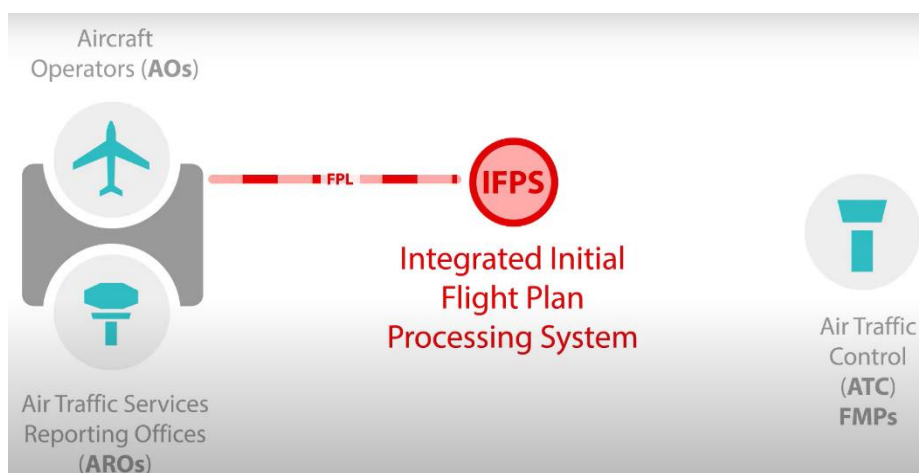 Aircraft
Operators (AOs)
FPL
IFPS
Integrated Initial
Flight Plan
Processing System
Air Traffic Services
Reporting Offices
(AROs)
Air Traffic
Control
(ATC)
FMPs